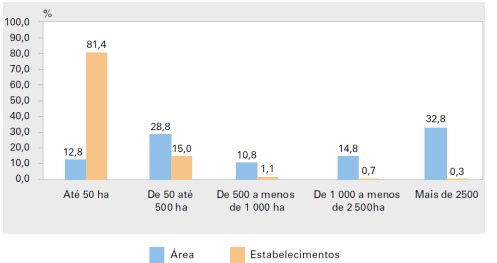 %
100,0
90,0
80,0
70,0
60,0
50,0
40,0
30,0
20,0
10,0
0,0
12,8
81,4
28,8
15,0
10,8
1,1
14,8
0,7
32,8
0,3
Até 50 ha
De 50 até
500 ha
De 500 a menos
de 1 000 ha
De 1 000 a menos
de 2 500ha
Mais de 2500
Área
Estabelecimentos